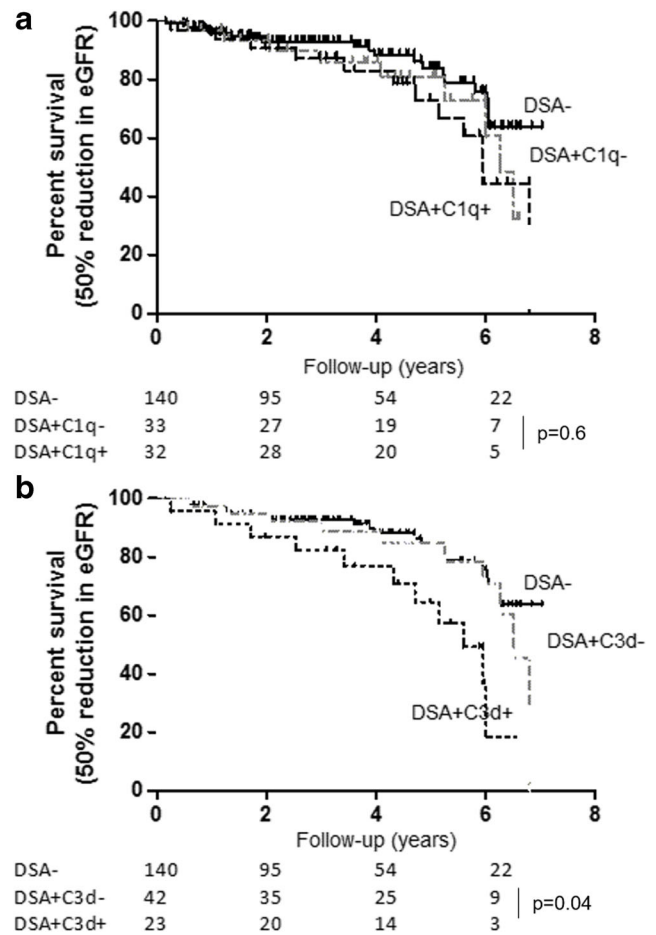 a
Percent survival
(50% reduction in eGFR)
100
80
60
40
20
0
DSA-
DSA+C1q-
DSA+C1q+
0 2 4 6 8
Follow-up (years)
DSA- 140 95 54 22
DSA+C1q- 33 27 19 7
DSA+C1q+ 32 28 20 5
p=0.6
b
Percent survival
(50% reduction in eGFR)
100
80
60
40
20
0
DSA-
DSA+C3d-
DSA+C3d+
0 2 4 6 8
Follow-up (years)
DSA- 140 95 54 22
DSA+C3d- 42 35 25 9
DSA+C3d+ 23 20 14 3
p=0.04